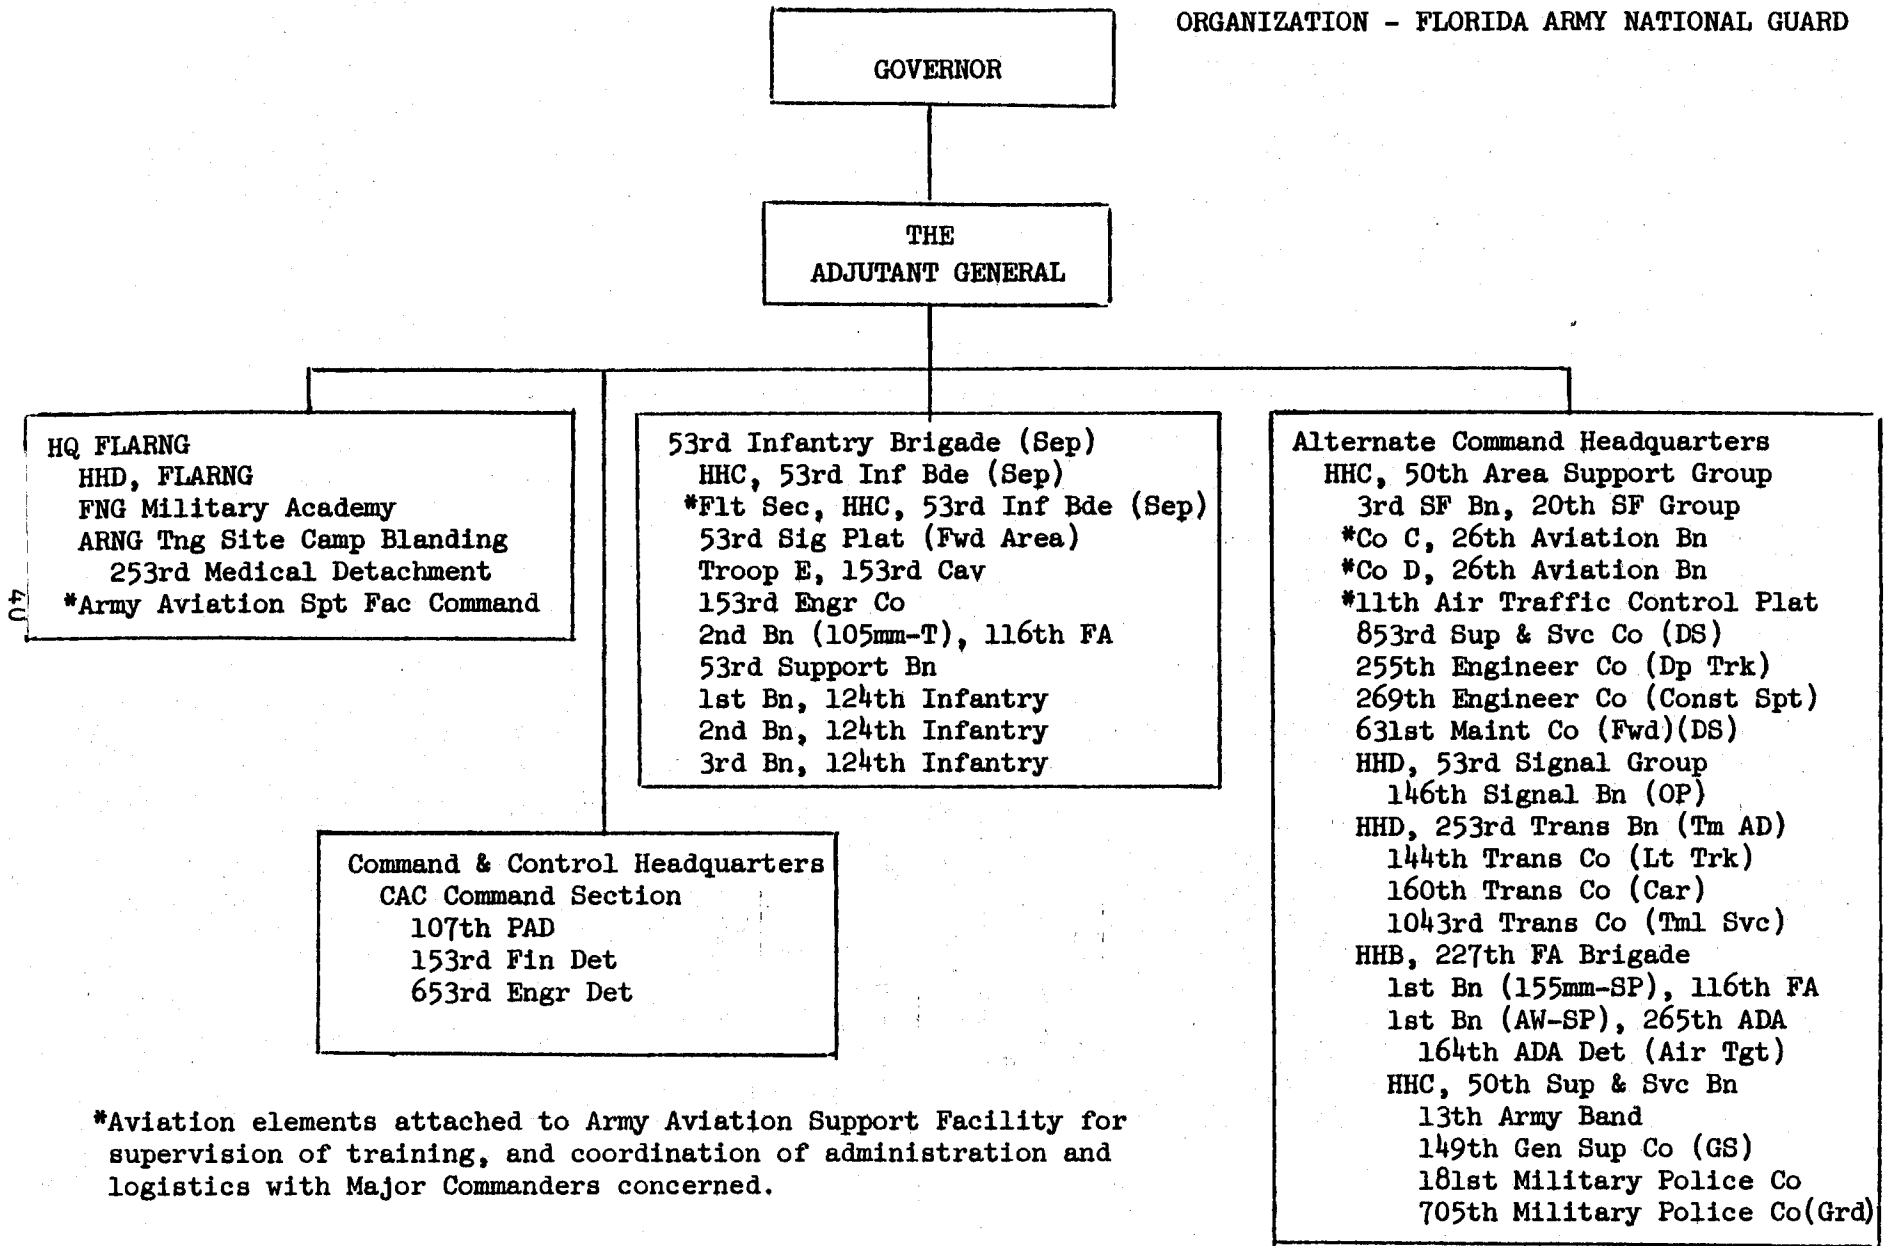 ORGANIZATION - FLORIDA ARMY NATIONAL GUARD
GOVERNOR
THE
ADJUTANT GENERAL
HQ FLARNG
HHD, FLARNG
FNG Military Academy
ARNG Tng Site Camp Blanding
253rd Medical Detachment
*Army Aviation Spt Fac Command
53rd Infantry Brigade (Sep)
HHC, 53rd Inf Bde (Sep)
*Flt Sec, HHC, 53rd Inf Bde (Sep)
53rd Sig Plat (Fwd Area)
Troop E, 153rd Cav
153rd Engr Co
2nd Bn (105mm-T), 116th FA
53rd Support Bn
1st Bn, 124th Infantry
2nd Bn, 124th Infantry
3rd Bn, 124th Infantry
Alternate Command Headquarters
HHC, 50th Area Support Group
3rd SF Bn, 20th SF Group
*Co C, 26th Aviation Bn
*Co D, 26th Aviation Bn
*11th Air Traffic Control Plat
853rd Sup & Svc Co (DS)
255th Engineer Co (Dp Trk)
269th Engineer Co (Const Spt)
631st Maint Co (Fwd)(DS)
HHD, 53rd Signal Group
146th Signal Bn (OP)
HHD, 253rd Trans Bn (Tm AD)
144th Trans Co (Lt Trk)
160th Trans Co (Car)
1043rd Trans Co (Tml Svc)
HHB, 227th FA Brigade
1st Bn (155mm-SP), 116th FA
1st Bn (AW-SP), 265th ADA
164th ADA Det (Air Tgt)
HHC, 50th Sup & Svc Bn
13th Army Band
149th Gen Sup Co (GS)
181st Military Police Co
705th Military Police Co(Grd)
Command & Control Headquarters
CAC Command Section
107th PAD
153rd Fin Det
653rd Engr Det
*Aviation elements attached to Army Aviation Support Facility for
supervision of training, and coordination of administration and
logistics with Major Commanders concerned.
40